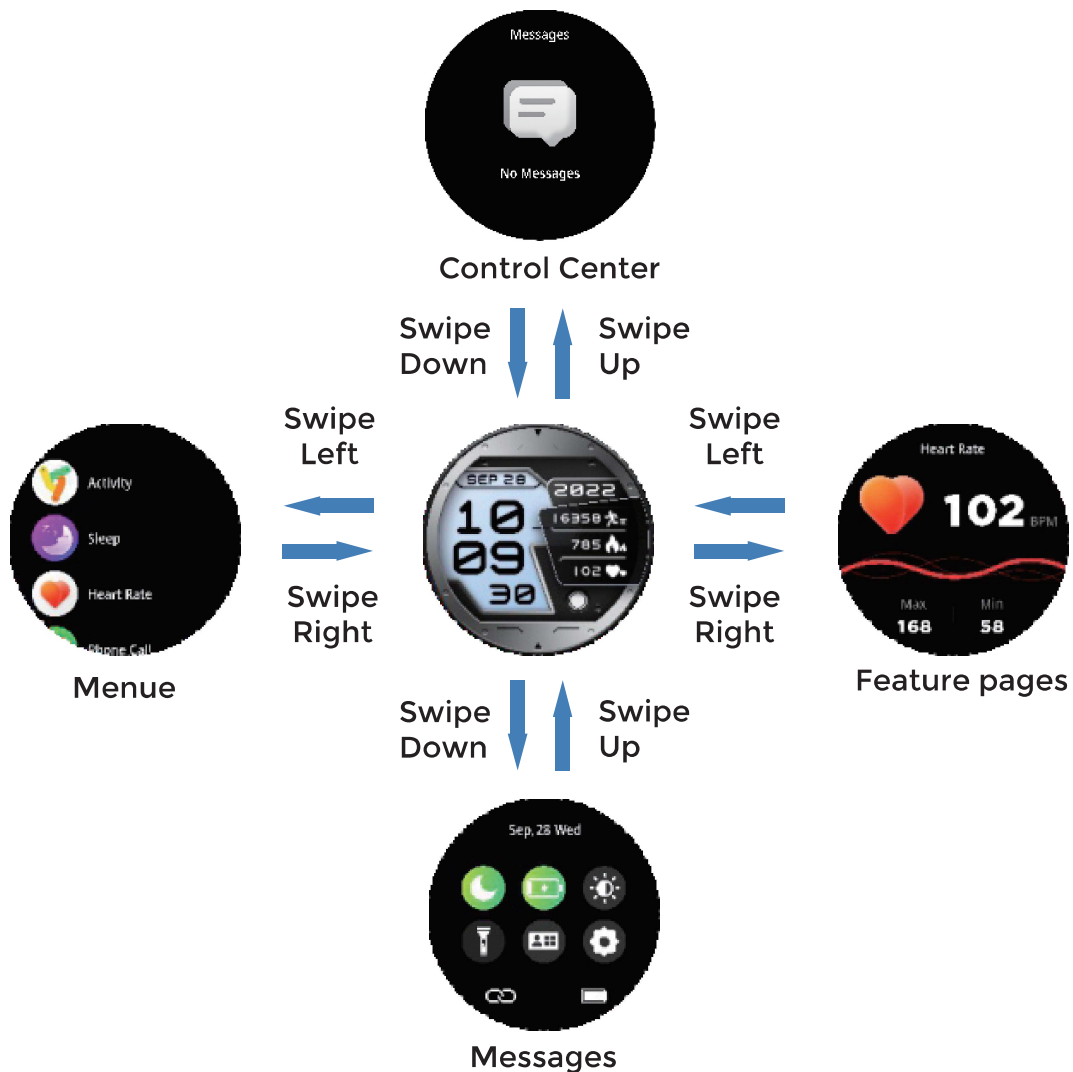 Messages
No Messages
Control Center
Swipe
Down
Swipe
Up
Swipe
Left
Swipe
Left
Activity
Sleep
Heart Rate
Phone Call
Menue
Swipe
Right
SEP 28
2022
10
16358
09
785
102
30
Swipe
Right
Heart Rate
102 BPM
Max
Min
168
58
Feature pages
Swipe
Down
Swipe
Up
Sep, 28 Wed
Messages